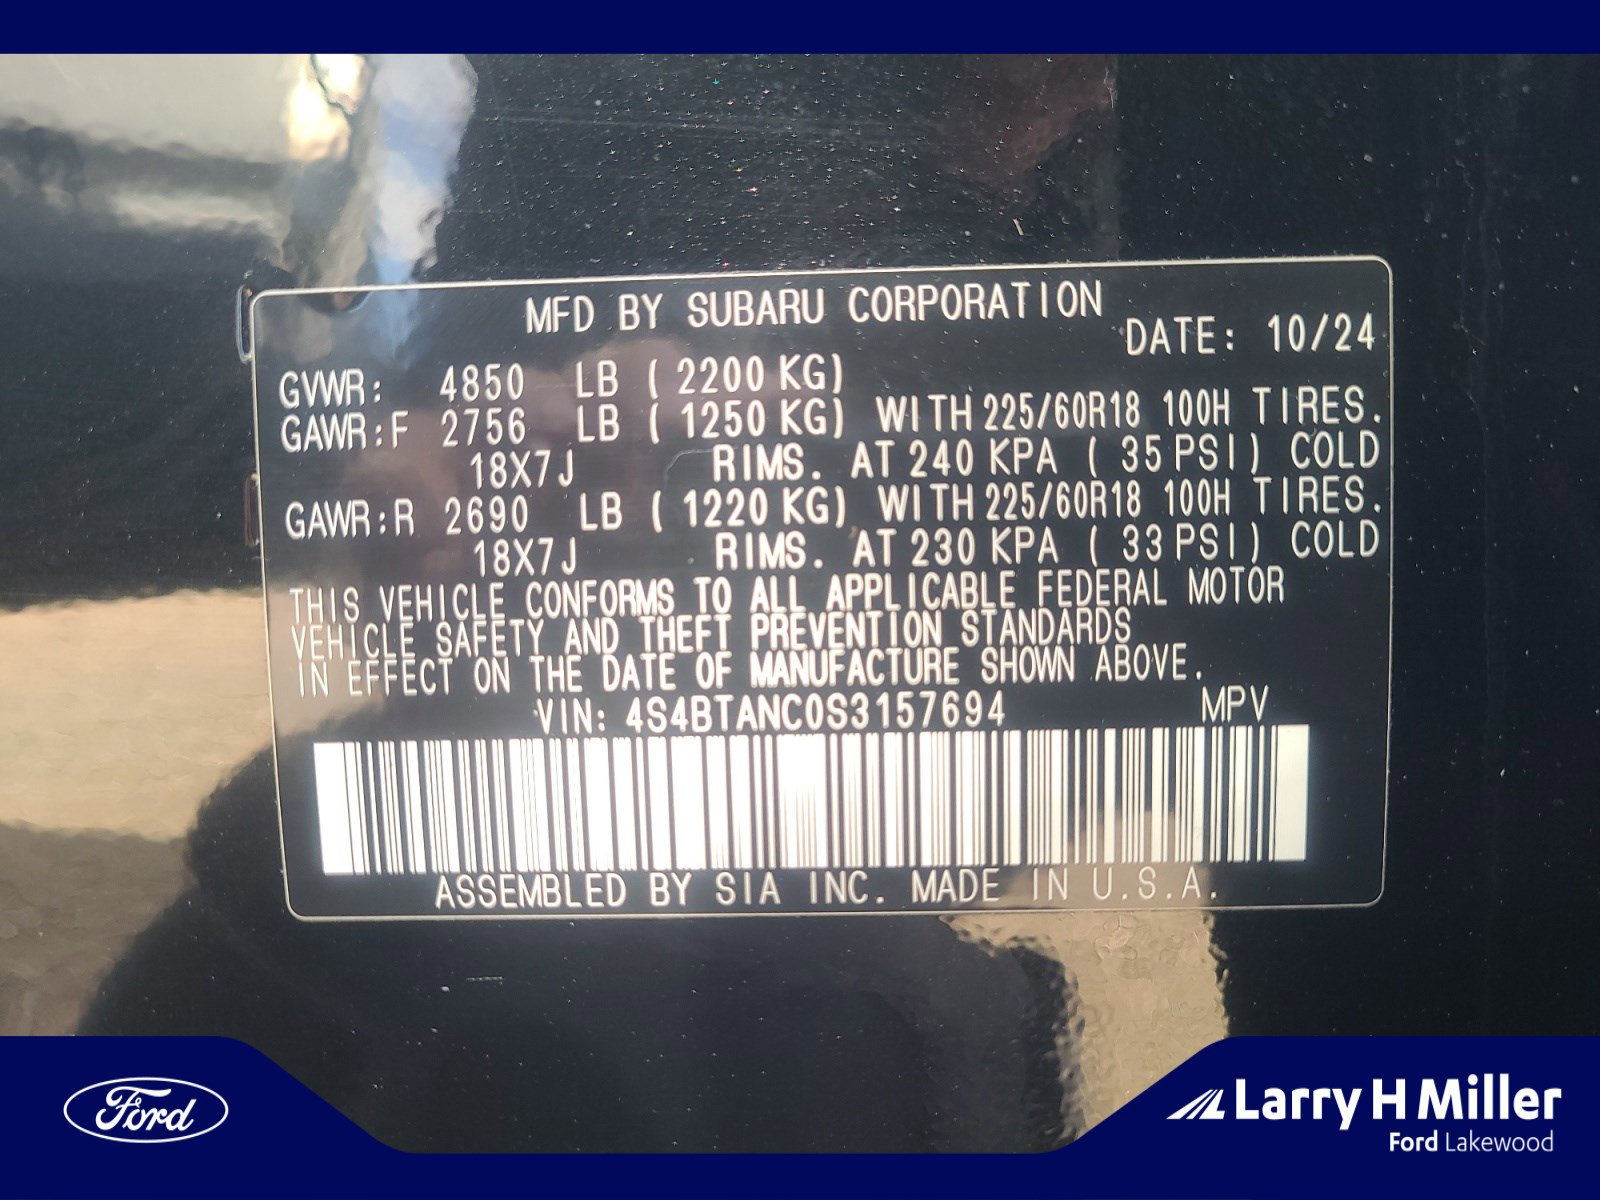 MFD BY SUBARU CORPORATION
DATE: 10/24
GVWR: 4850 LB ( 2200 KG)
GAWR:F 2756 LB ( 1250 KG) WITH 225/60R18 100H TIRES.
18X7J RIMS. AT 240 KPA ( 35 PSI) COLD
GAWR:R 2690 LB ( 1220 KG) WITH 225/60R18 100H TIRES.
18X7J RIMS. AT 230 KPA ( 33 PSI) COLD
THIS VEHICLE CONFORMS TO ALL APPLICABLE FEDERAL MOTOR
VEHICLE SAFETY AND THEFT PREVENTION STANDARDS
IN EFFECT ON THE DATE OF MANUFACTURE SHOWN ABOVE.
VIN: 4S4BTANC0S3157694 MPV
ASSEMBLED BY SIA INC. MADE IN U.S.A.
Ford
Larry H Miller
Ford Lakewood